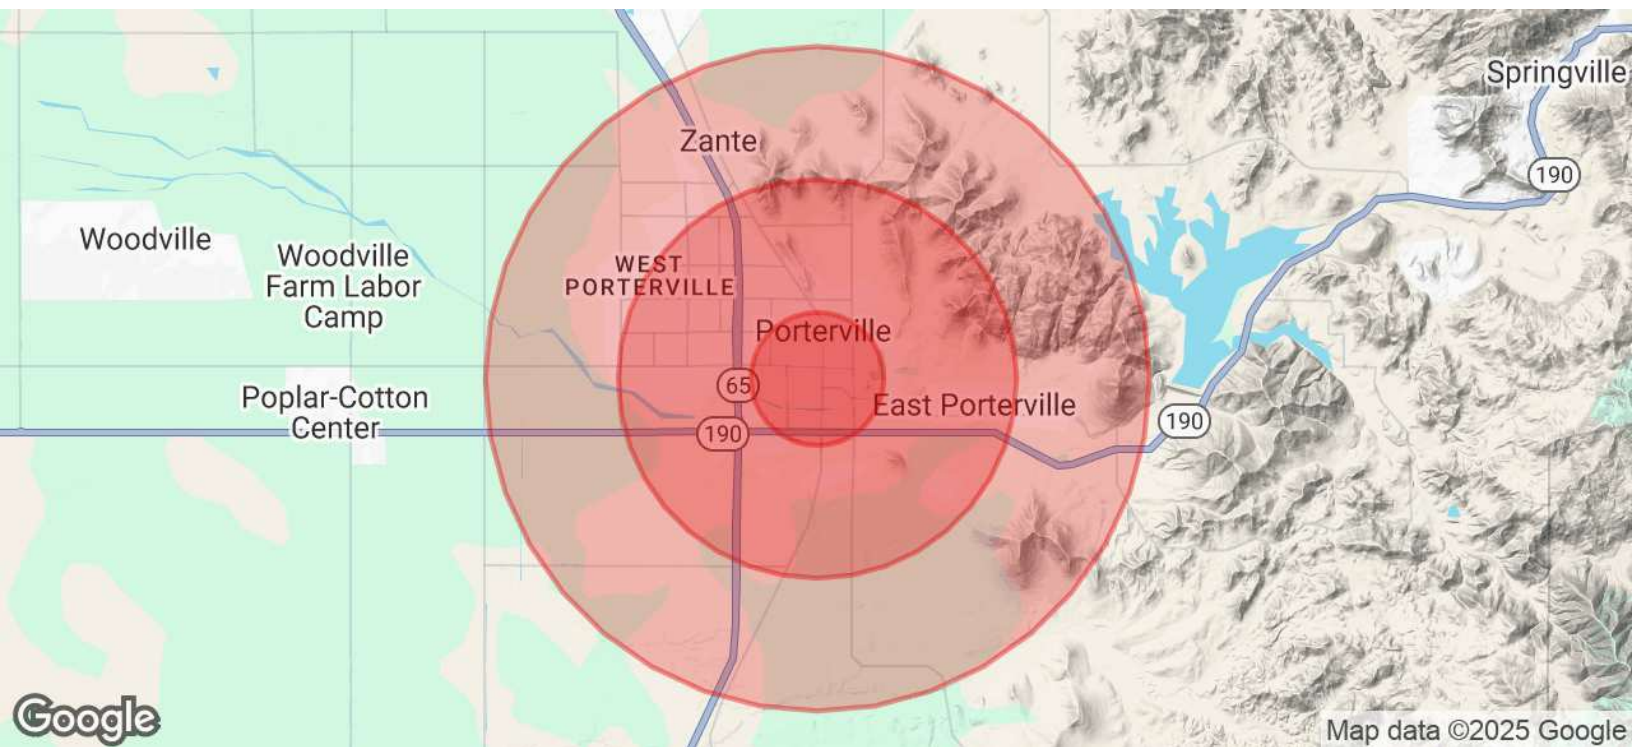 Springville
Zante
190
Woodville
Woodville
Farm Labor
Camp
WEST
PORTERVILLE
Porterville
65
Poplar-Cotton
Center
East Porterville
190
190
Google
Map data ©2025 Google